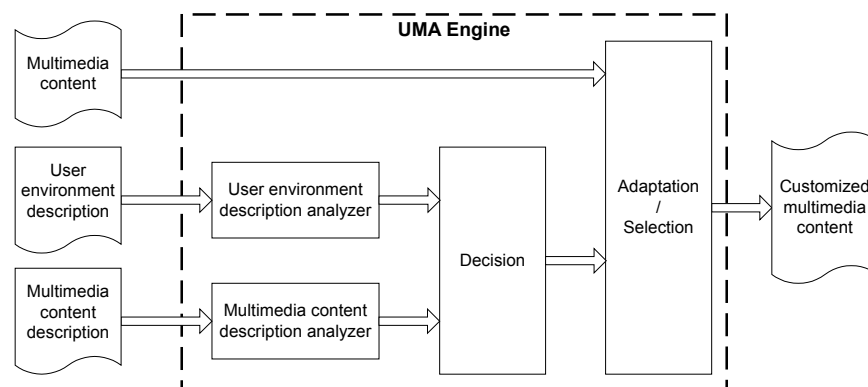 UMA Engine
Multimedia
content
User
environment
description
User environment
description analyzer
Multimedia
content
description
Multimedia content
description analyzer
Decision
Adaptation
/
Selection
Customized
multimedia
content